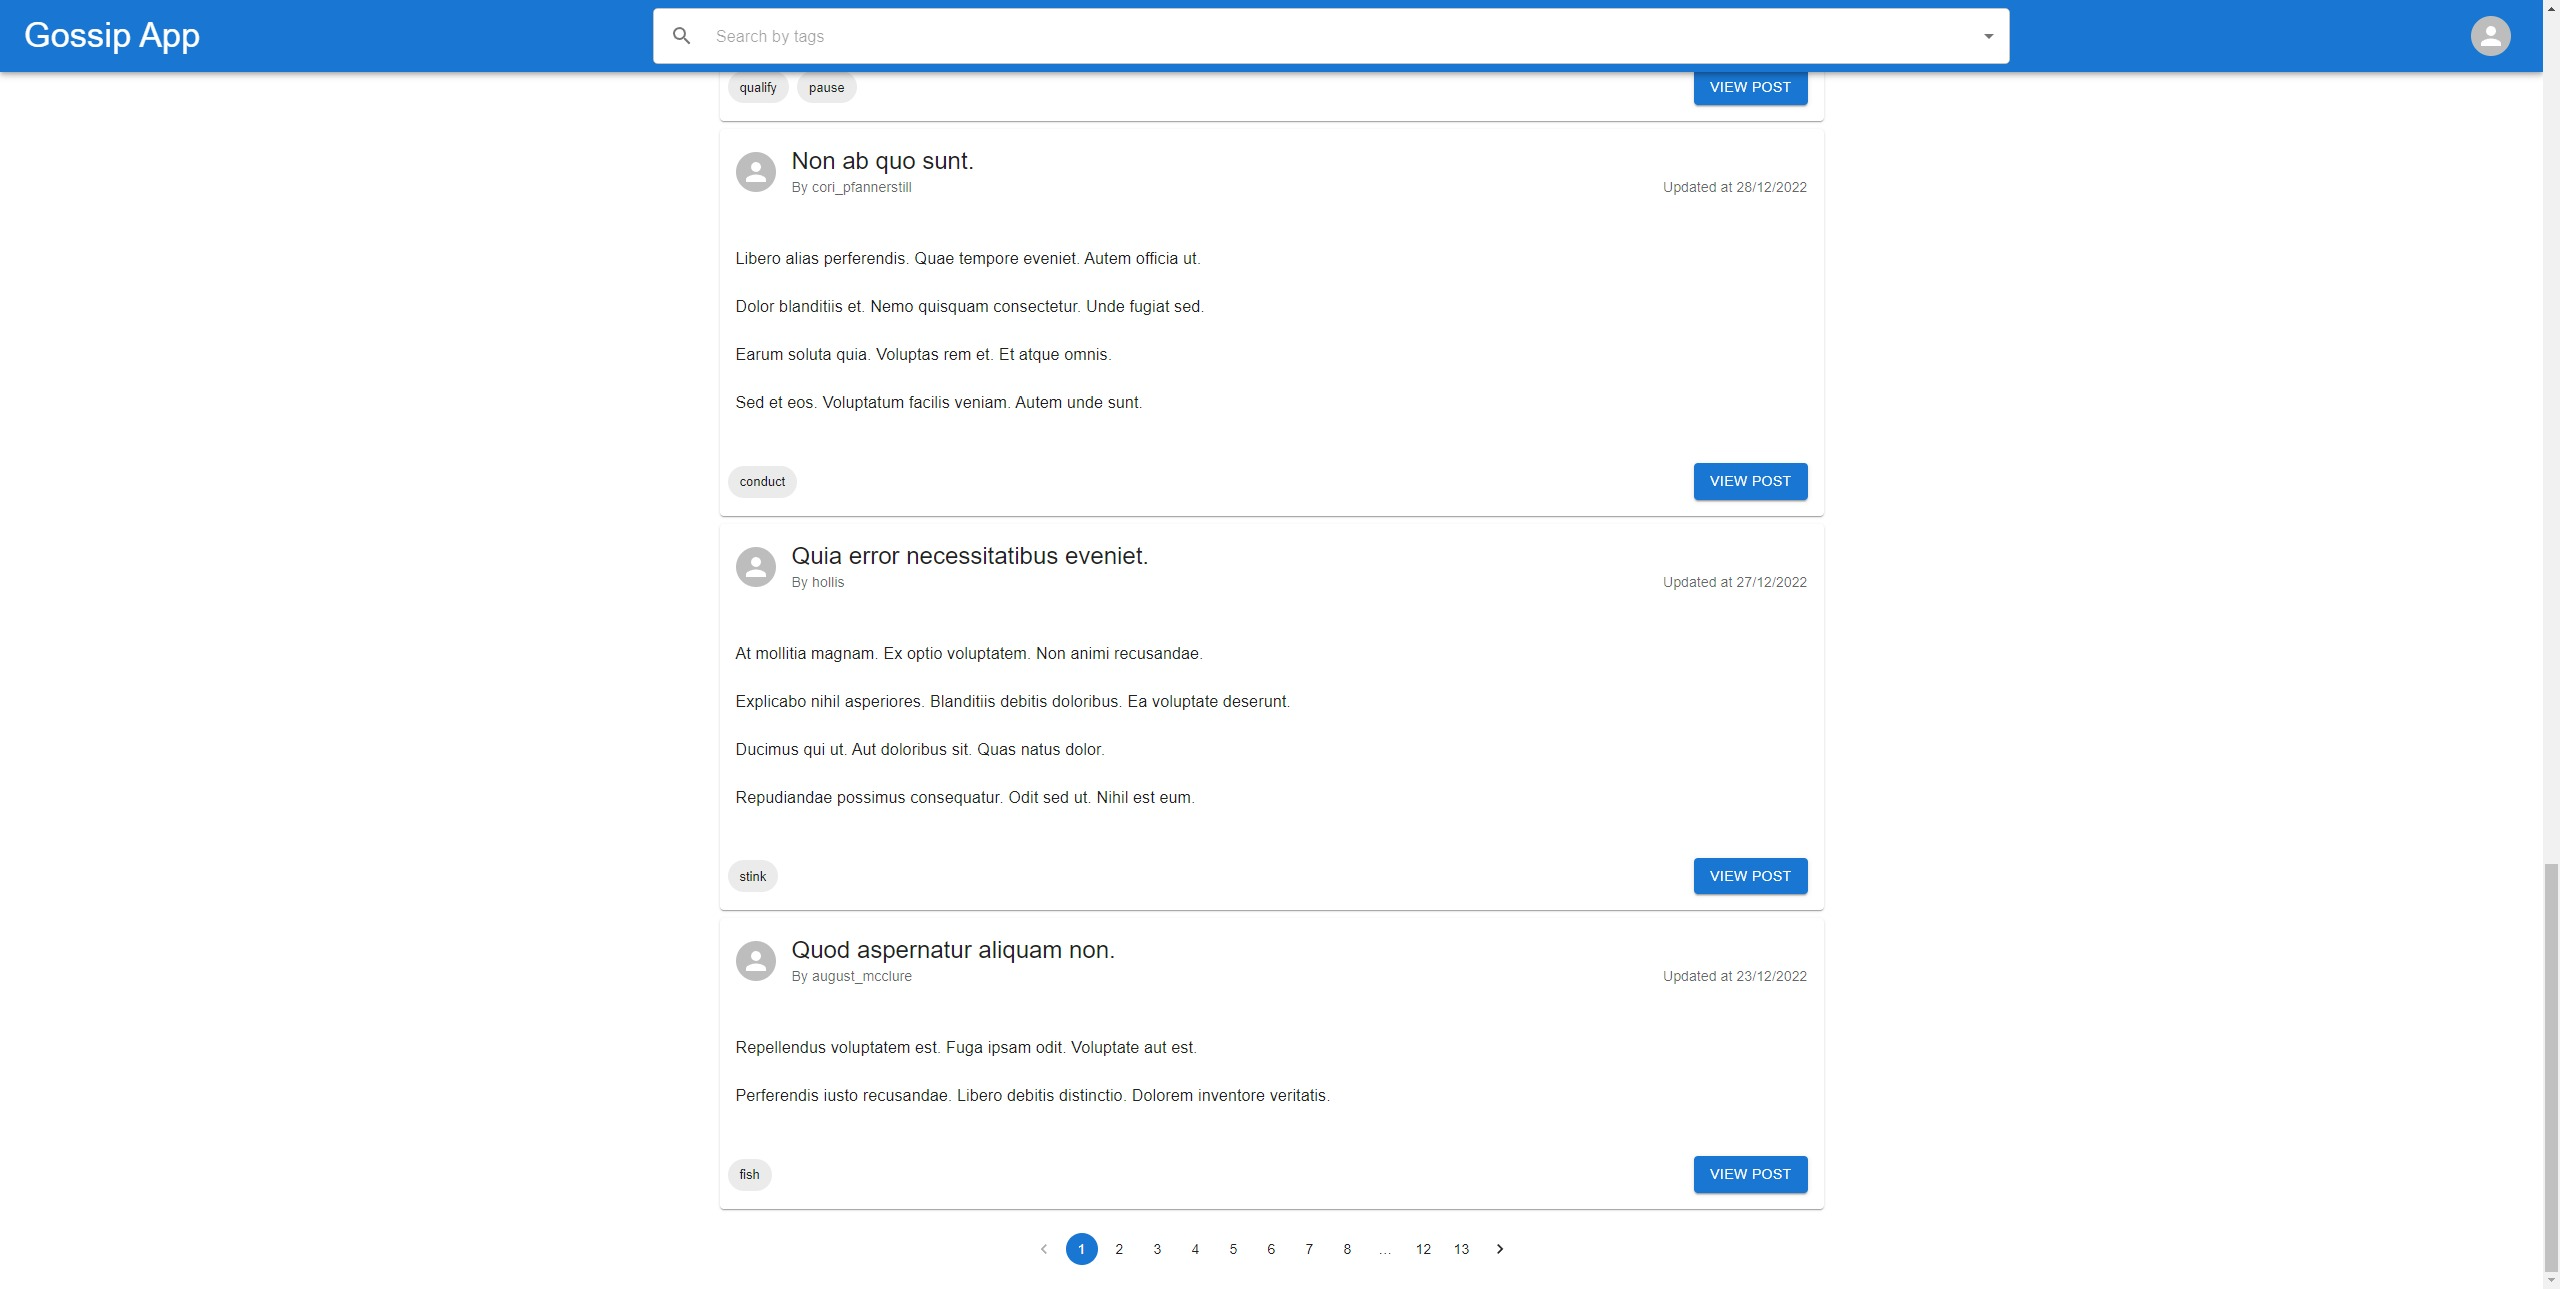 Gossip App
Search by tags
qualify pause VIEW POST
Non ab quo sunt.
By cori_pfannerstill Updated at 28/12/2022
Libero alias perferendis. Quae tempore eveniet. Autem officia ut.
Dolor blanditiis et. Nemo quisquam consectetur. Unde fugiat sed.
Earum soluta quia. Voluptas rem et. Et atque omnis.
Sed et eos. Voluptatum facilis veniam. Autem unde sunt.
conduct VIEW POST
Quia error necessitatibus eveniet.
By hollis Updated at 27/12/2022
At mollitia magnam. Ex optio voluptatem. Non animi recusandae.
Explicabo nihil asperiores. Blanditiis debitis doloribus. Ea voluptate deserunt.
Ducimus qui ut. Aut doloribus sit. Quas natus dolor.
Repudiandae possimus consequatur. Odit sed ut. Nihil est eum.
stink VIEW POST
Quod aspernatur aliquam non.
By august_mcclure Updated at 23/12/2022
Repellendus voluptatem est. Fuga ipsam odit. Voluptate aut est.
Perferendis iusto recusandae. Libero debitis distinctio. Dolorem inventore veritatis.
fish VIEW POST
1 2 3 4 5 6 7 8 ... 12 13